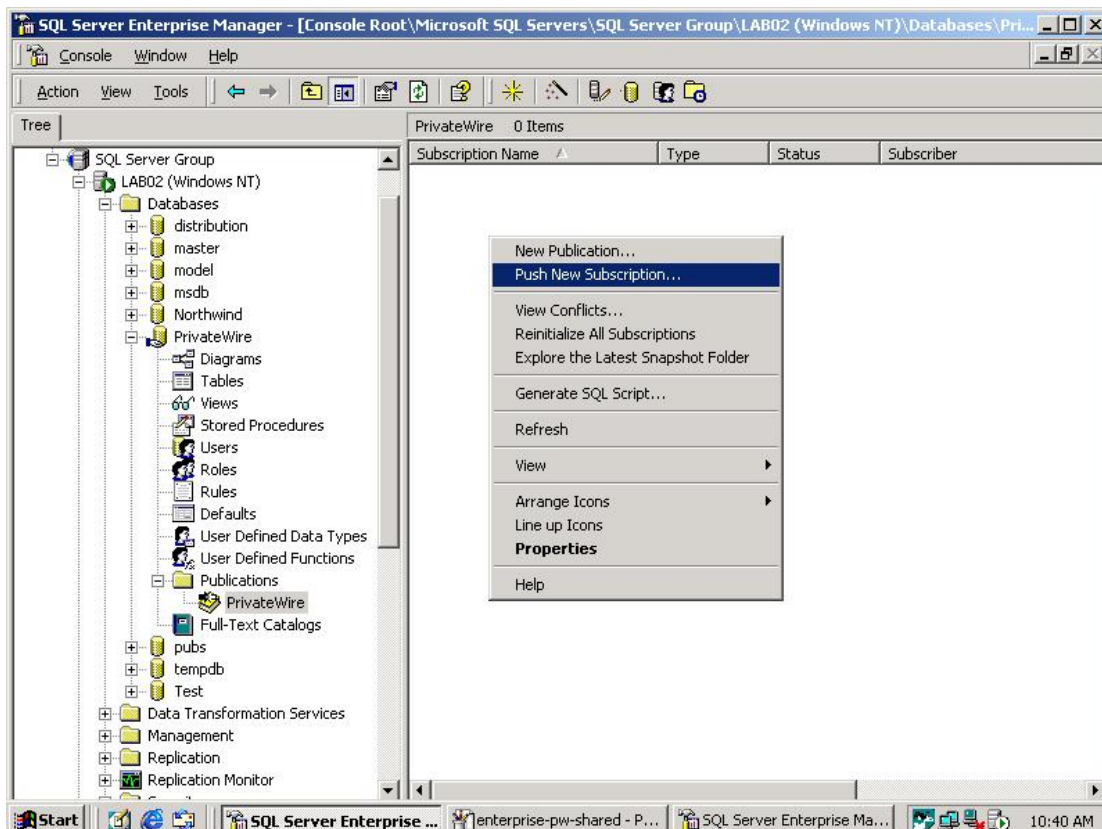 SQL Server Enterprise Manager - [Console Root\Microsoft SQL Servers\SQL Server Group\LAB02 (Windows NT)\Databases\Pri...
Console Window Help
Action View Tools
Tree
PrivateWire 0 Items
Subscription Name Type Status Subscriber
SQL Server Group
LAB02 (Windows NT)
Databases
distribution
master
model
msdb
Northwind
PrivateWire
Diagrams
Tables
Views
Stored Procedures
Users
Roles
Rules
Defaults
User Defined Data Types
User Defined Functions
Publications
PrivateWire
Full-Text Catalogs
pubs
tempdb
Test
Data Transformation Services
Management
Replication
Replication Monitor
New Publication...
Push New Subscription...
View Conflicts...
Reinitialize All Subscriptions
Explore the Latest Snapshot Folder
Generate SQL Script...
Refresh
View
Arrange Icons
Line up Icons
Properties
Help
Start SQL Server Enterprise ... enterprise-pw-shared - P... SQL Server Enterprise Ma... 10:40 AM